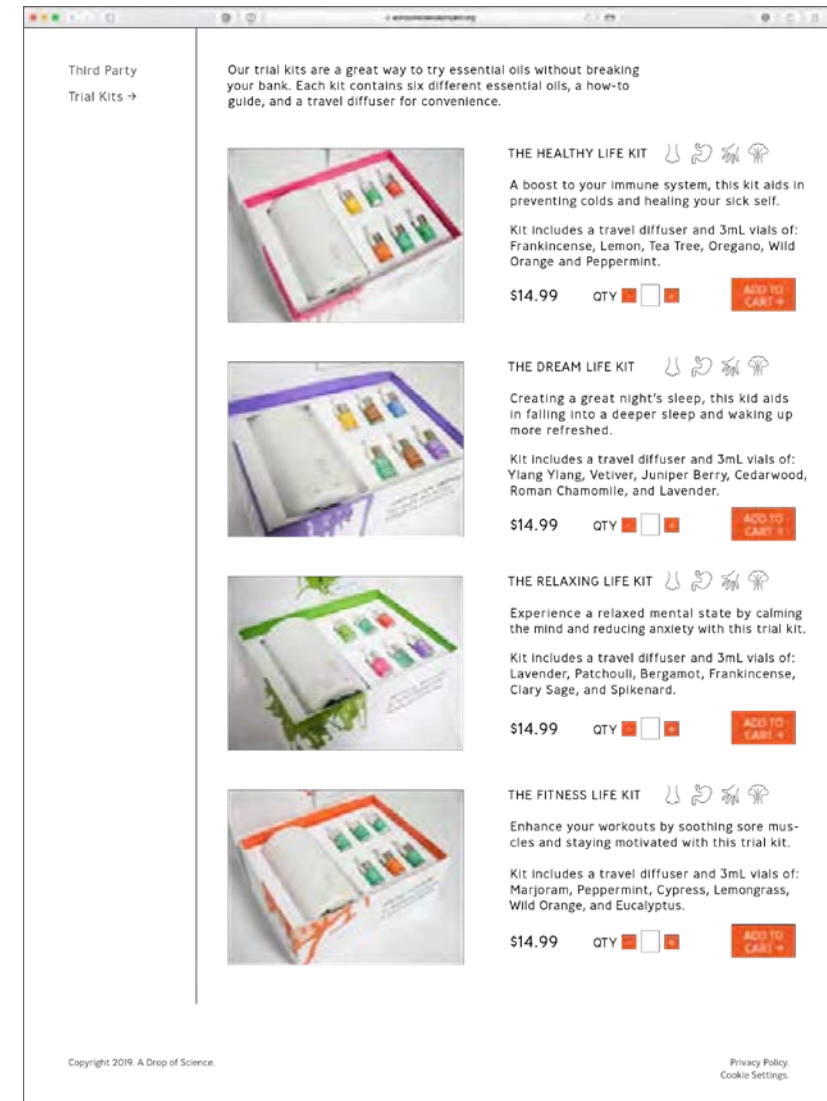 Third Party
Trial Kits →
Our trial kits are a great way to try essential oils without breaking
your bank. Each kit contains six different essential oils, a how-to
guide, and a travel diffuser for convenience.
THE HEALTHY LIFE KIT
A boost to your immune system, this kit aids in
preventing colds and healing your sick self.
Kit includes a travel diffuser and 3mL vials of:
Frankincense, Lemon, Tea Tree, Oregano, Wild
Orange and Peppermint.
$14.99 QTY - + ADD TO
CART →
THE DREAM LIFE KIT
Creating a great night's sleep, this kid aids
in falling into a deeper sleep and waking up
more refreshed.
Kit includes a travel diffuser and 3mL vials of:
Ylang Ylang, Vetiver, Juniper Berry, Cedarwood,
Roman Chamomile, and Lavender.
$14.99 QTY - + ADD TO
CART →
THE RELAXING LIFE KIT
Experience a relaxed mental state by calming
the mind and reducing anxiety with this trial kit.
Kit includes a travel diffuser and 3mL vials of:
Lavender, Patchouli, Bergamot, Frankincense,
Clary Sage, and Spikenard.
$14.99 QTY - + ADD TO
CART →
THE FITNESS LIFE KIT
Enhance your workouts by soothing sore mus-
cles and staying motivated with this trial kit.
Kit includes a travel diffuser and 3mL vials of:
Marjoram, Peppermint, Cypress, Lemongrass,
Wild Orange, and Eucalyptus.
$14.99 QTY - + ADD TO
CART →
Copyright 2019. A Drop of Science.
Privacy Policy.
Cookie Settings.